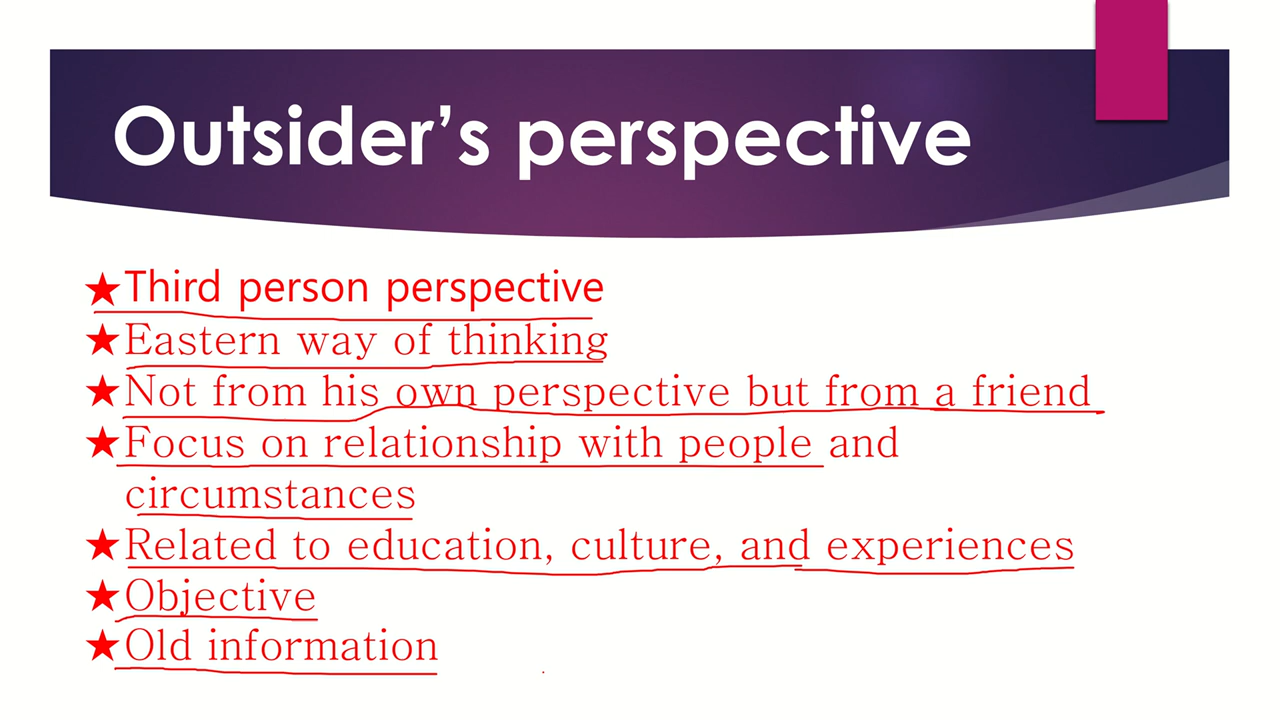 Outsider’s perspective
★Third person perspective
★Eastern way of thinking
★Not from his own perspective but from a friend
★Focus on relationship with people and
circumstances
★Related to education, culture, and experiences
★Objective
★Old information